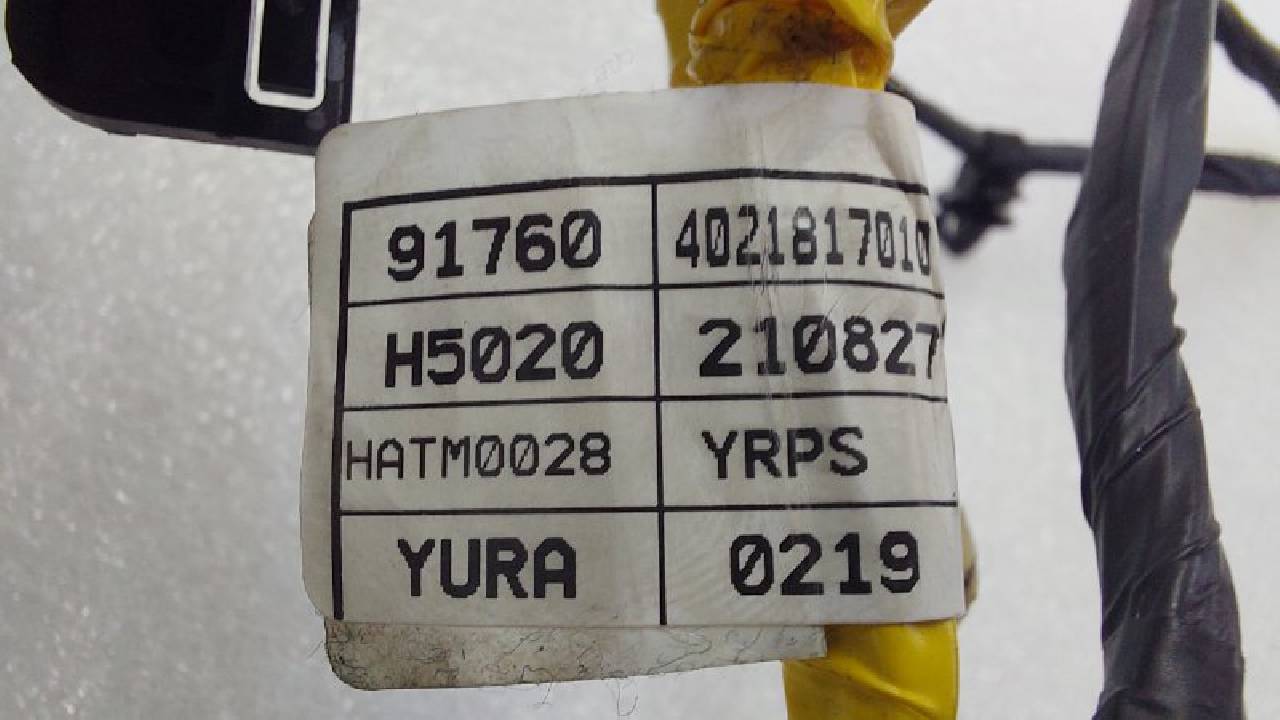 91760 4021817010
H5020 210827
HATM0028 YRPS
YURA 0219